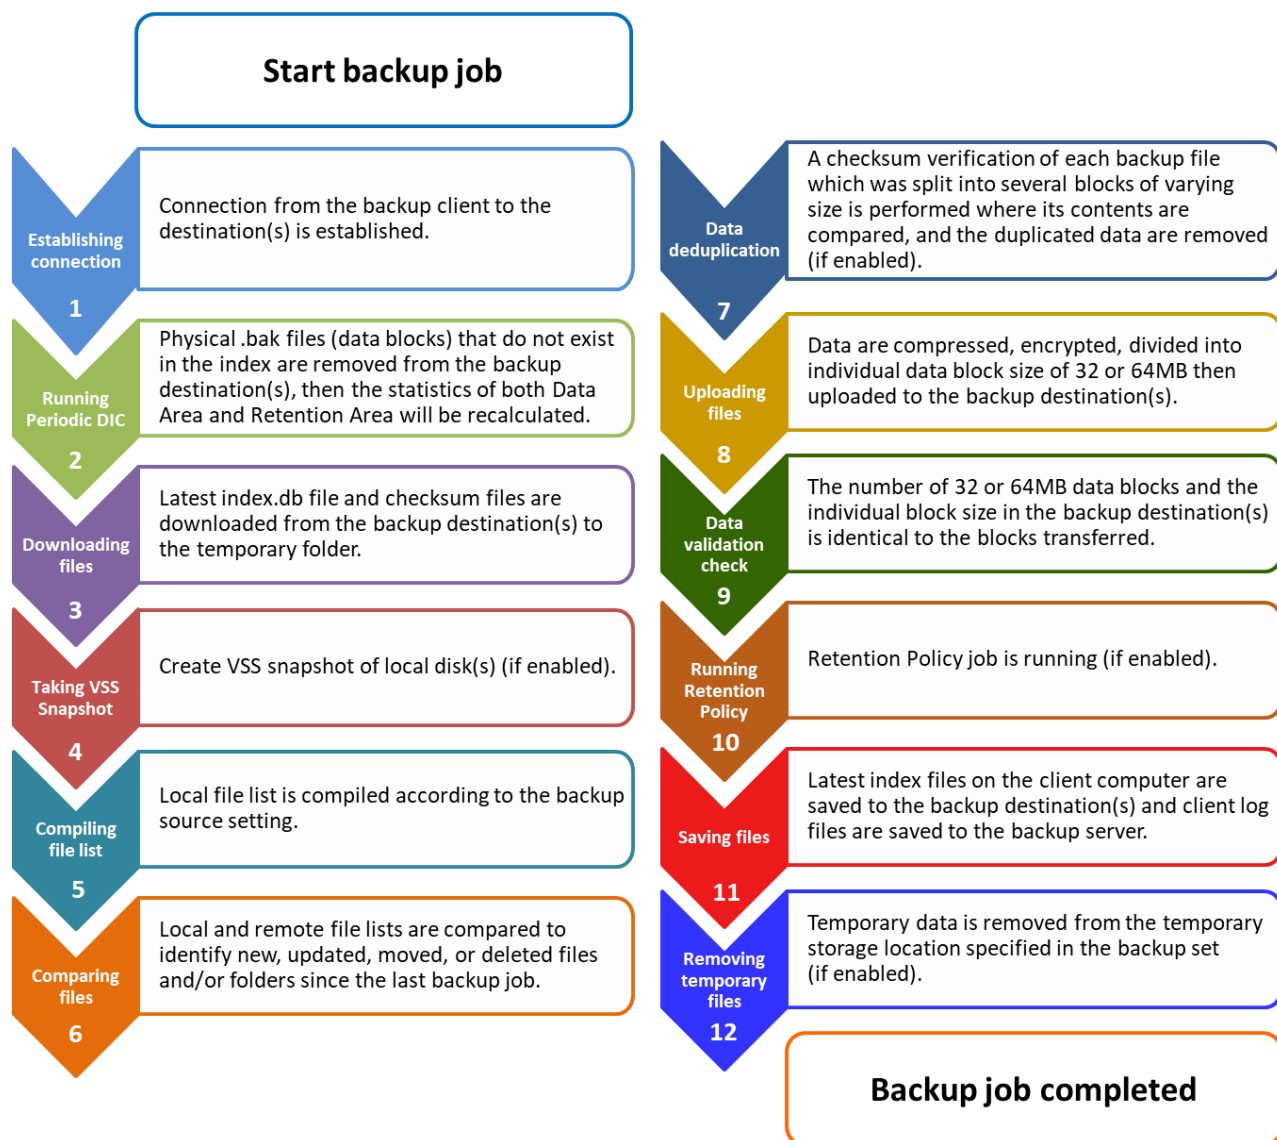 Start backup job
Establishing
connection
1
Connection from the backup client to the
destination(s) is established.
Running
Periodic DIC
2
Physical .bak files (data blocks) that do not exist
in the index are removed from the backup
destination(s), then the statistics of both Data
Area and Retention Area will be recalculated.
Downloading
files
3
Latest index.db file and checksum files are
downloaded from the backup destination(s) to
the temporary folder.
Taking VSS
Snapshot
4
Create VSS snapshot of local disk(s) (if enabled).
Compiling
file list
5
Local file list is compiled according to the backup
source setting.
Comparing
files
6
Local and remote file lists are compared to
identify new, updated, moved, or deleted files
and/or folders since the last backup job.
Data
deduplication
7
A checksum verification of each backup file
which was split into several blocks of varying
size is performed where its contents are
compared, and the duplicated data are removed
(if enabled).
Uploading
files
8
Data are compressed, encrypted, divided into
individual data block size of 32 or 64MB then
uploaded to the backup destination(s).
Data
validation
check
9
The number of 32 or 64MB data blocks and the
individual block size in the backup destination(s)
is identical to the blocks transferred.
Running
Retention
Policy
10
Retention Policy job is running (if enabled).
Saving files
11
Latest index files on the client computer are
saved to the backup destination(s) and client log
files are saved to the backup server.
Removing
temporary
files
12
Temporary data is removed from the temporary
storage location specified in the backup set
(if enabled).
Backup job completed